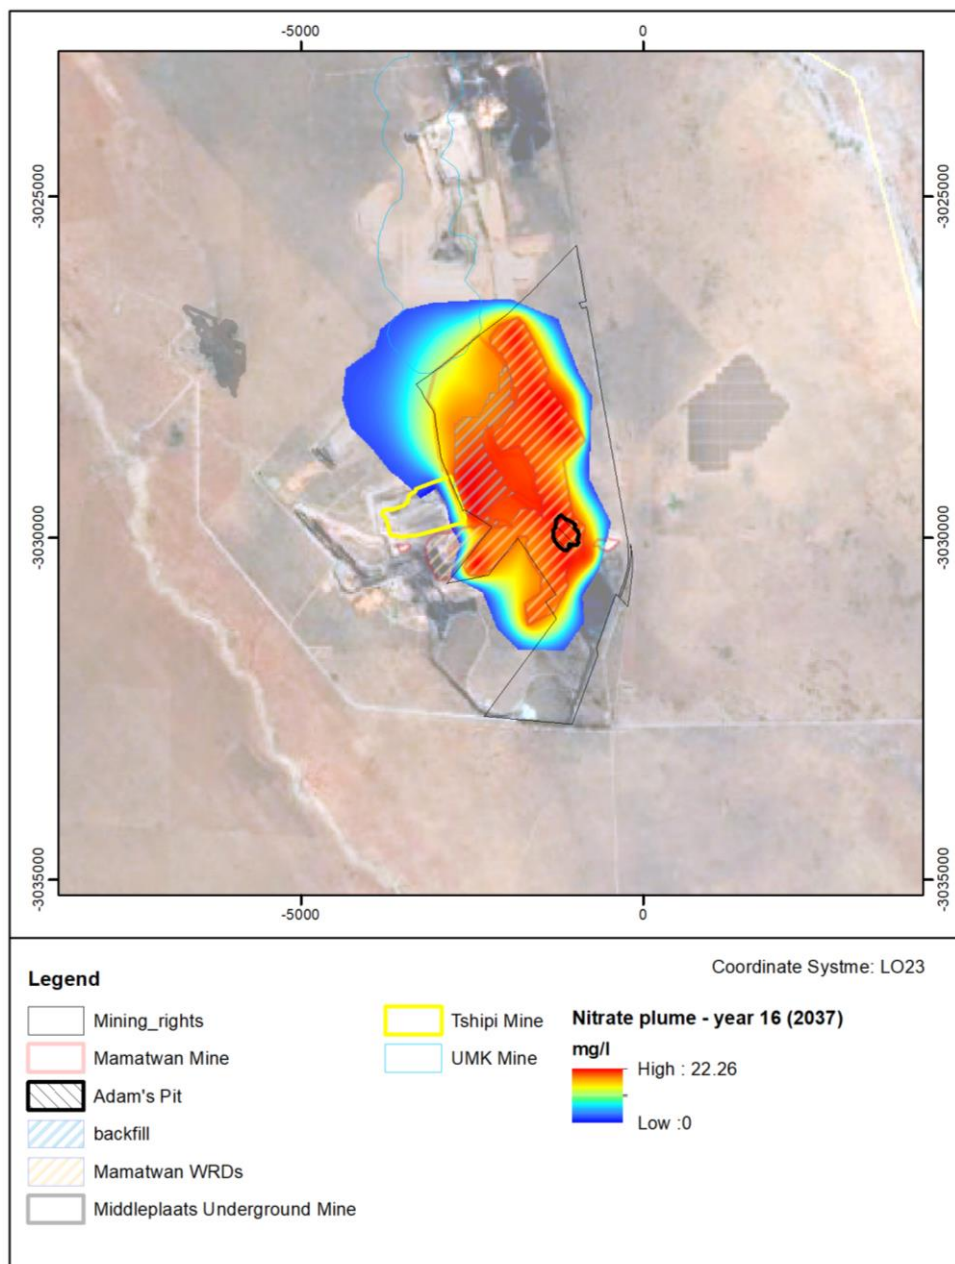 -5000 0
-3025000 -3025000
-3030000 -3030000
-3035000 -3035000
-5000 0
Legend
Coordinate Systme: LO23
Mining_rights
Mamatwan Mine
Adam's Pit
backfill
Mamatwan WRDs
Middleplaats Underground Mine
Tshipi Mine
UMK Mine
Nitrate plume - year 16 (2037)
mg/l
High : 22.26
Low :0